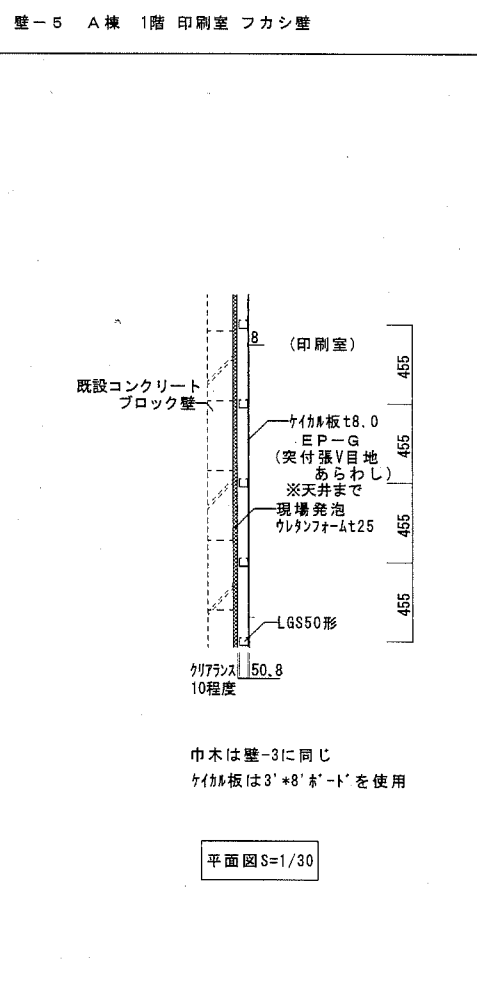 壁－５　Ａ棟　1階　印刷室　フカシ壁
8
(印刷室)
455
既設コンクリート
ブロック壁
ｹｲｶﾙ板t8.0
ＥＰ－Ｇ
(突付張V目地
あらわし)
※天井まで
455
現場発泡
ｳﾚﾀﾝﾌｫｰﾑt25
455
LGS50形
455
ｸﾘｱﾗﾝｽ
10程度
50.8
巾木は壁-3に同じ
ｹｲｶﾙ板は3'*8'ﾎﾞｰﾄﾞを使用
平面図S=1/30